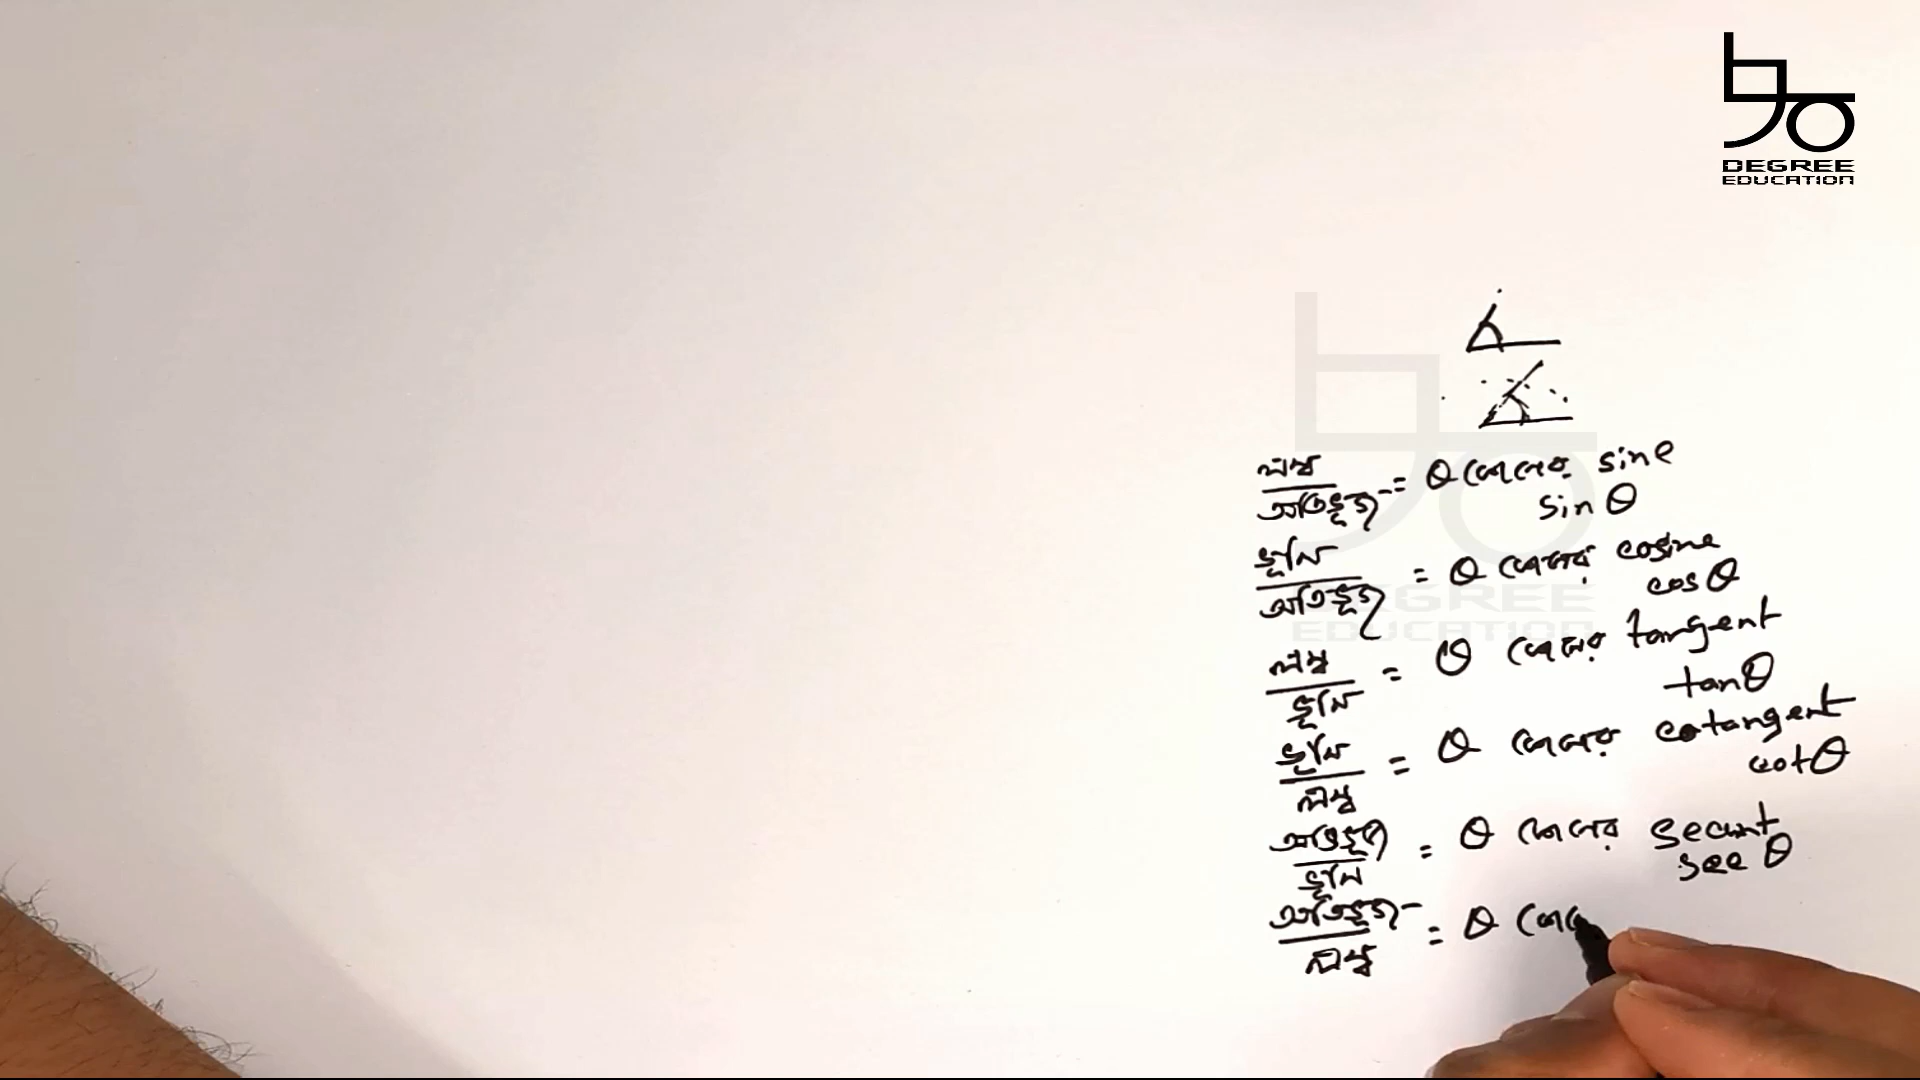 ৯০
DEGREE
EDUCATION
লম্ব
অতিভূজ = θ কোনের sine
sin θ
ভূমি
অতিভূজ = θ কোনের cosine
cos θ
লম্ব
ভূমি = θ কোনের tangent
tan θ
ভূমি
লম্ব = θ কোনের cotangent
cot θ
অতিভূজ
ভূমি = θ কোনের secant
sec θ
অতিভূজ
লম্ব = θ কোনে